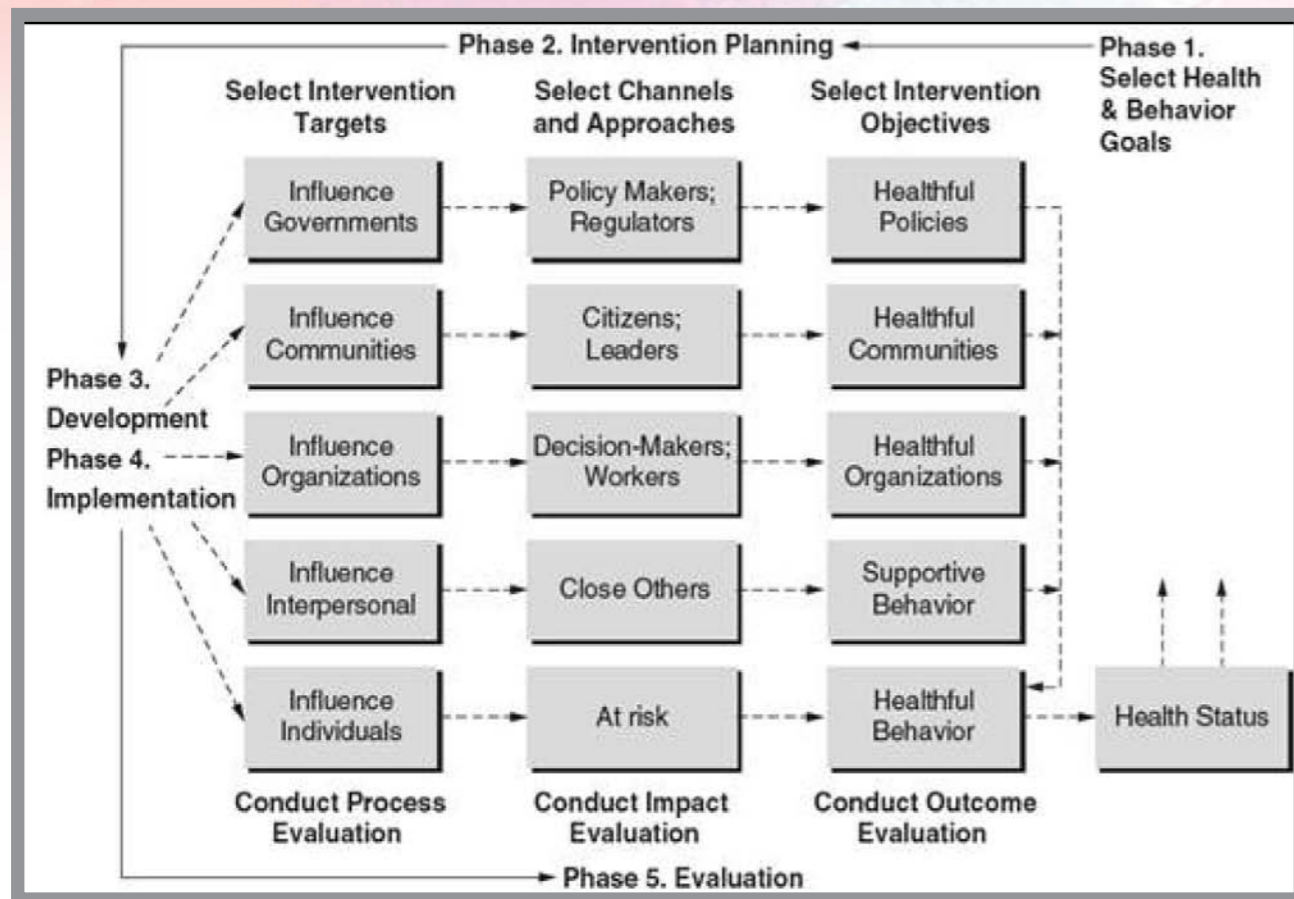 Phase 2. Intervention Planning
Phase 1.
Select Health
& Behavior
Goals
Select Intervention
Targets
Select Channels
and Approaches
Select Intervention
Objectives
Influence
Governments
Policy Makers;
Regulators
Healthful
Policies
Influence
Communities
Citizens;
Leaders
Healthful
Communities
Phase 3.
Development
Phase 4.
Implementation
Influence
Organizations
Decision-Makers;
Workers
Healthful
Organizations
Influence
Interpersonal
Close Others
Supportive
Behavior
Influence
Individuals
At risk
Healthful
Behavior
Health Status
Conduct Process
Evaluation
Conduct Impact
Evaluation
Conduct Outcome
Evaluation
Phase 5. Evaluation